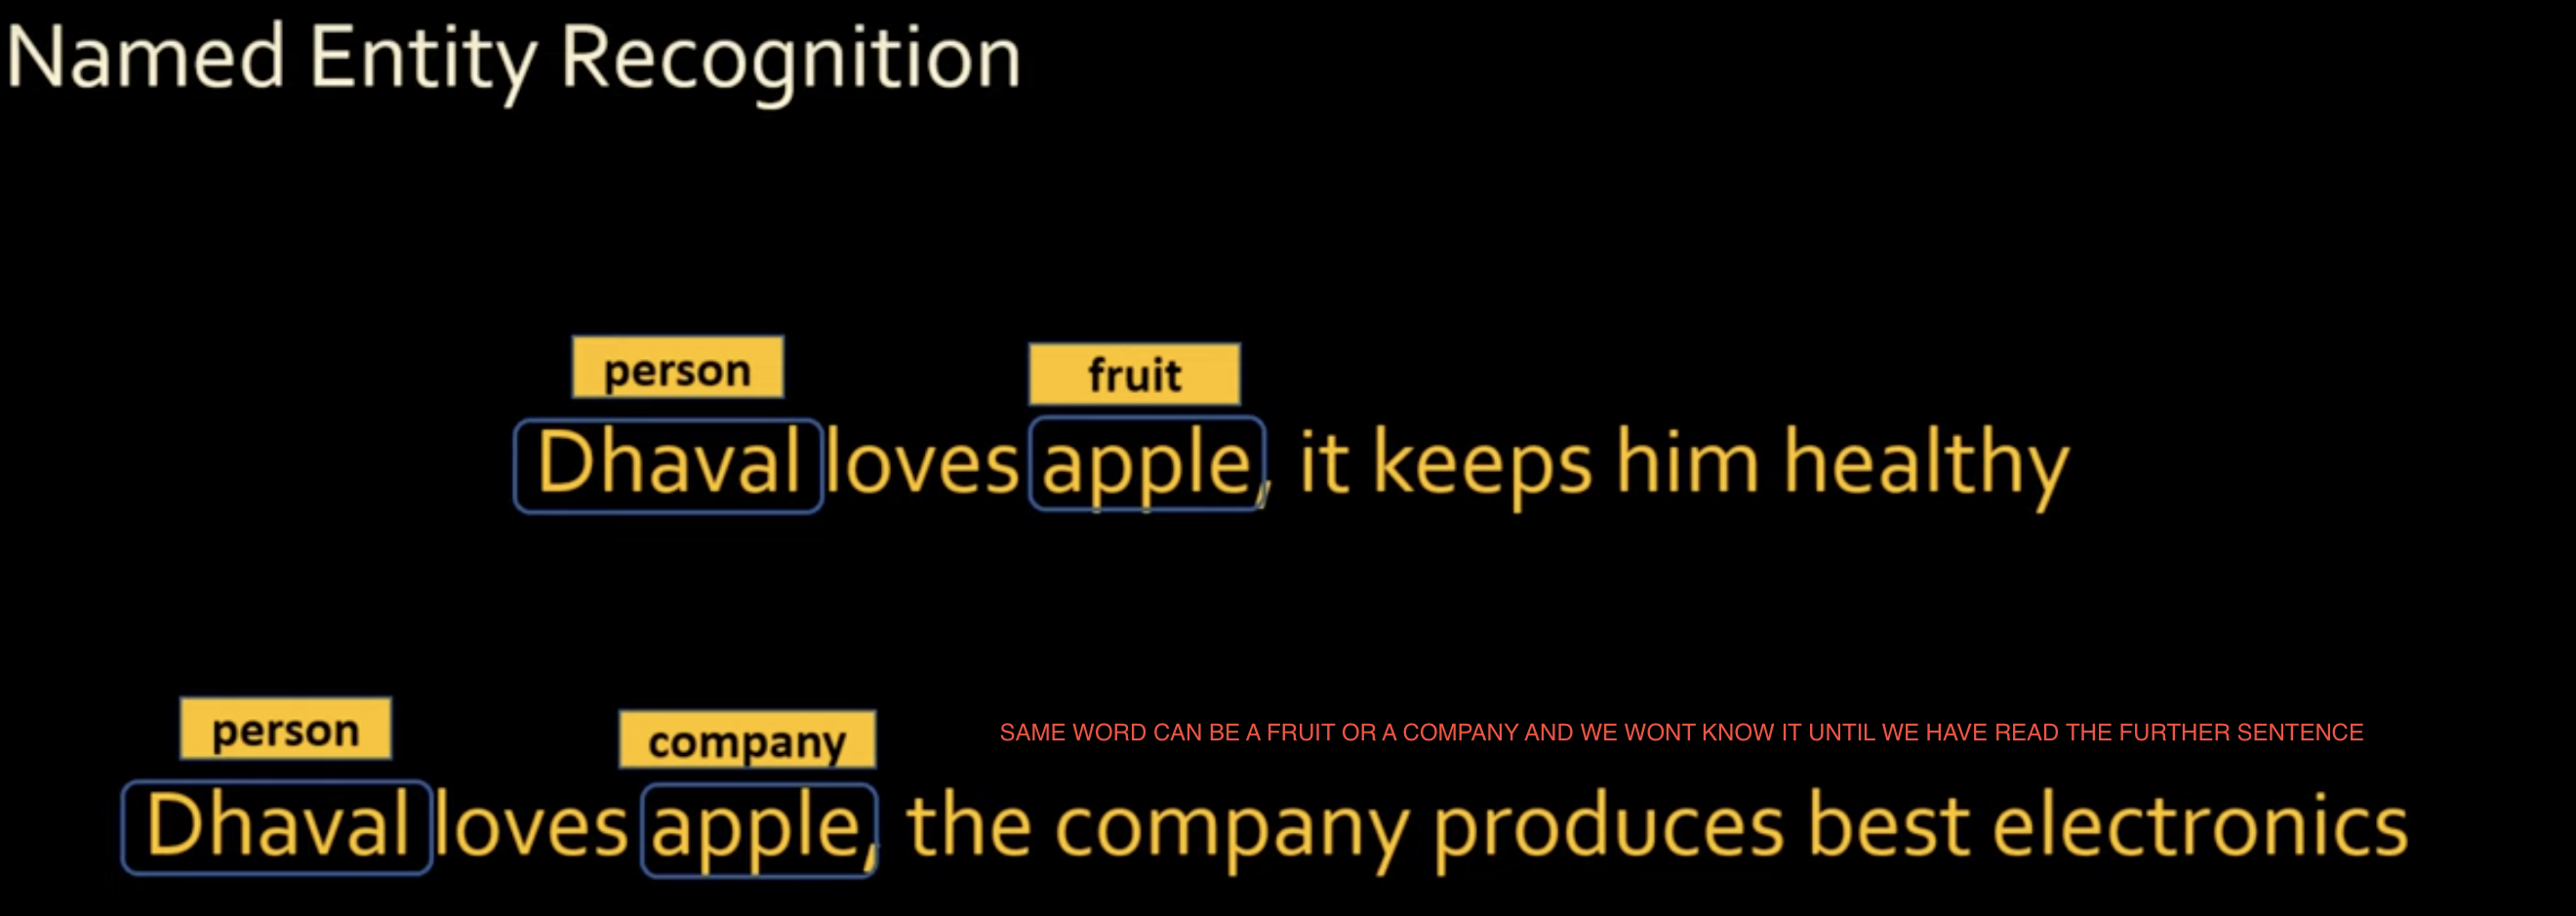 Named Entity Recognition
person fruit
Dhaval loves apple, it keeps him healthy
person company
SAME WORD CAN BE A FRUIT OR A COMPANY AND WE WONT KNOW IT UNTIL WE HAVE READ THE FURTHER SENTENCE
Dhaval loves apple, the company produces best electronics